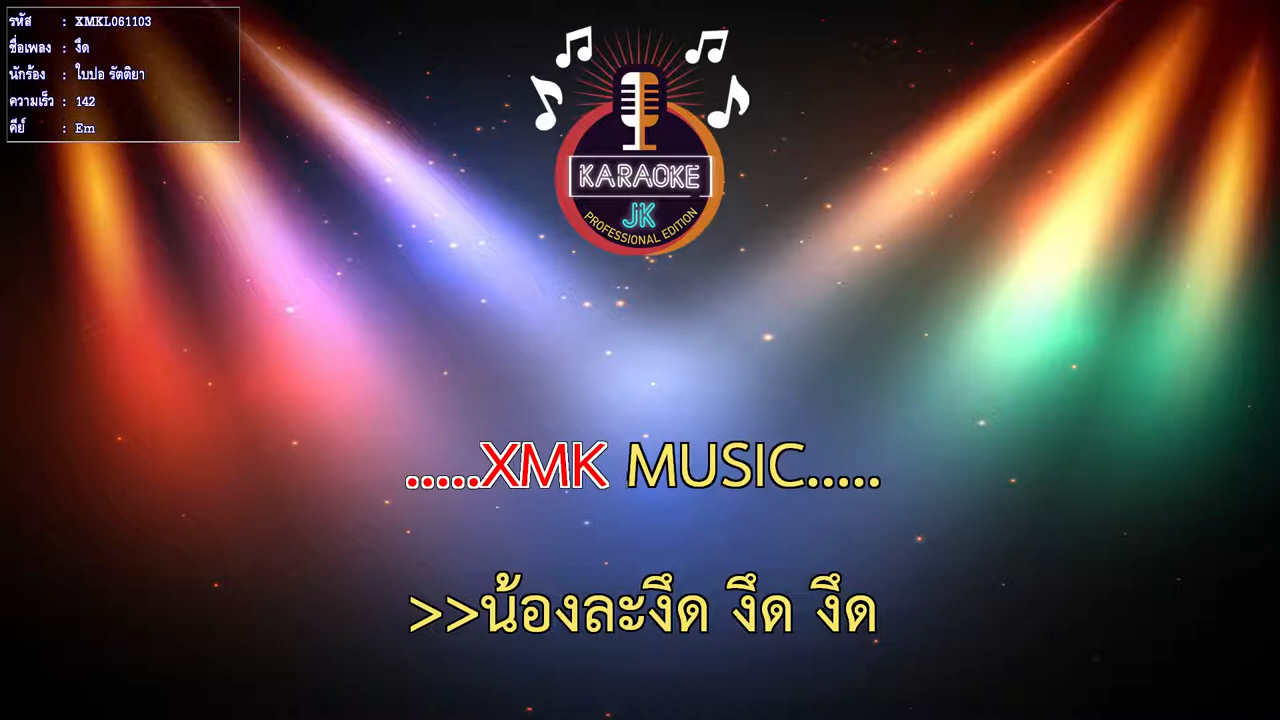 รหัส : XMKL061103
ชื่อเพลง : งึด
นักร้อง : ใบปอ รัตติยา
ความเร็ว : 142
คีย์ : Em
KARAOKE
JK
PROFESSIONAL EDITION
.....XMK MUSIC.....
>>น้องละงึด งึด งึด